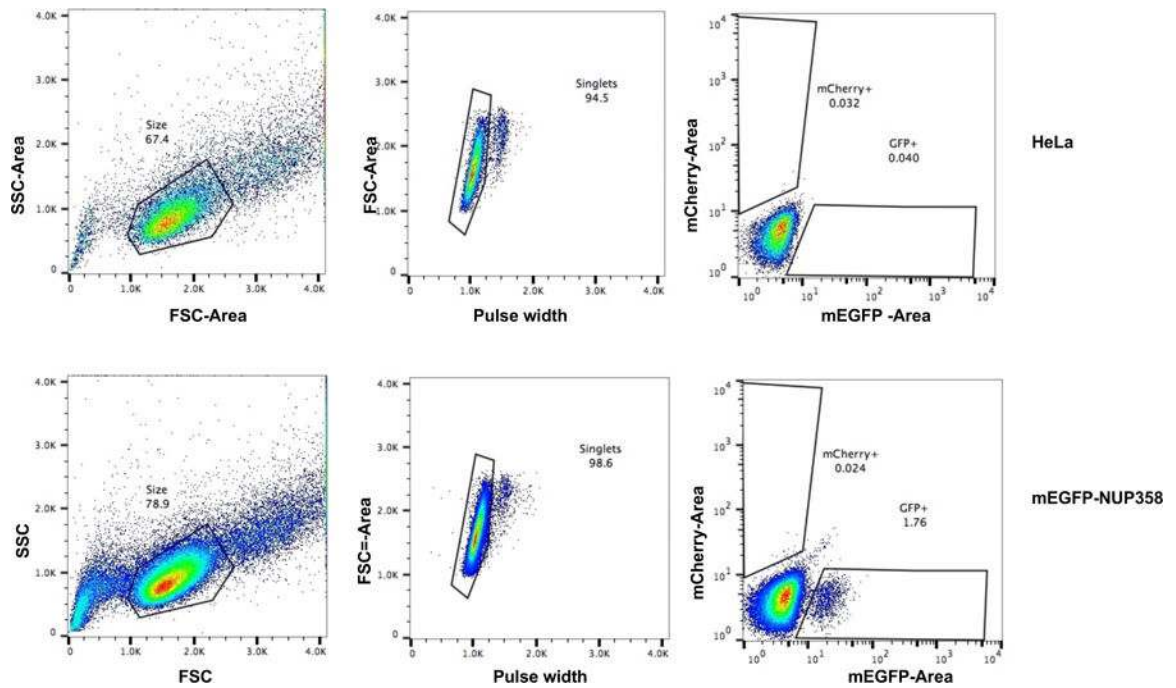 4.0K
3.0K
2.0K
1.0K
0
SSC-Area
Size
67.4
0
1.0K
2.0K
3.0K
4.0K
FSC-Area
4.0K
3.0K
2.0K
1.0K
0
FSC-Area
Singlets
94.5
0
1.0K
2.0K
3.0K
4.0K
Pulse width
10^4
10^3
10^2
10^1
10^0
mCherry-Area
mCherry+
0.032
GFP+
0.040
10^0
10^1
10^2
10^3
10^4
mEGFP -Area
HeLa
4.0K
3.0K
2.0K
1.0K
0
SSC
Size
78.9
0
1.0K
2.0K
3.0K
4.0K
FSC
4.0K
3.0K
2.0K
1.0K
0
FSC=-Area
Singlets
98.6
0
1.0K
2.0K
3.0K
4.0K
Pulse width
10^4
10^3
10^2
10^1
10^0
mCherry-Area
mCherry+
0.024
GFP+
1.76
10^0
10^1
10^2
10^3
10^4
mEGFP-Area
mEGFP-NUP358